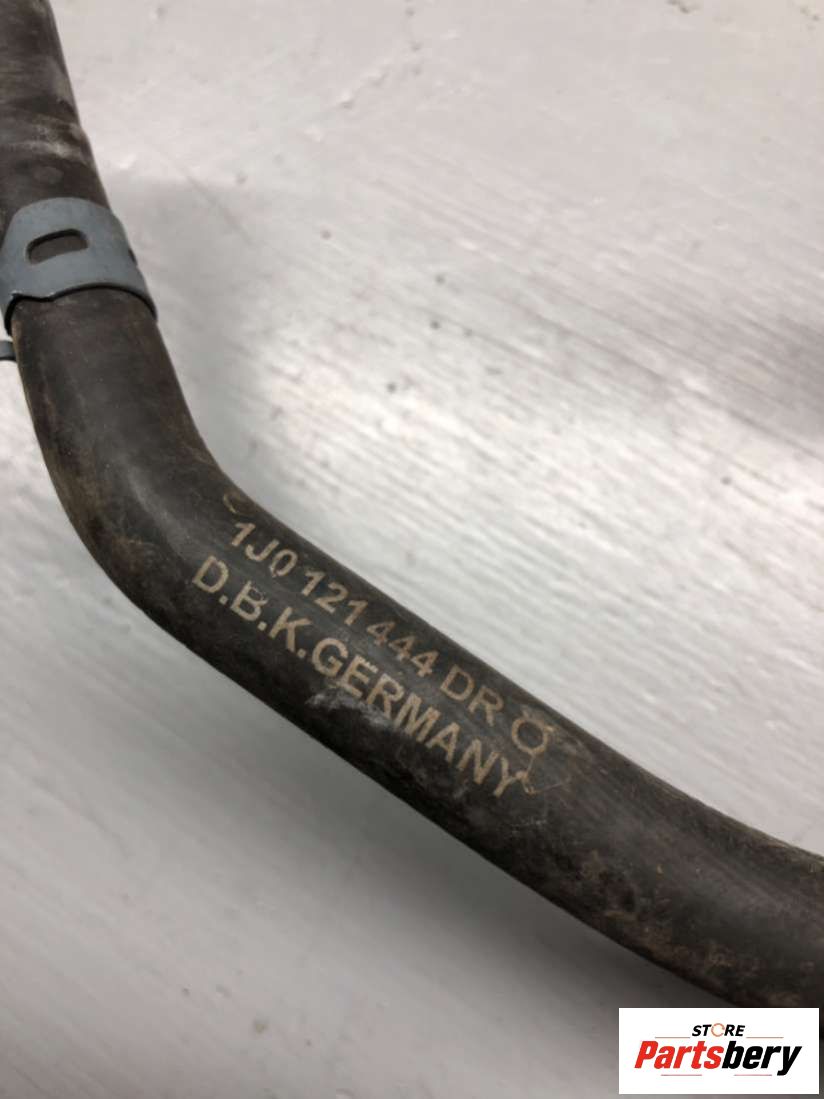 1J0 121 444 DR
D.B.K.GERMANY
STORE
Partsbery